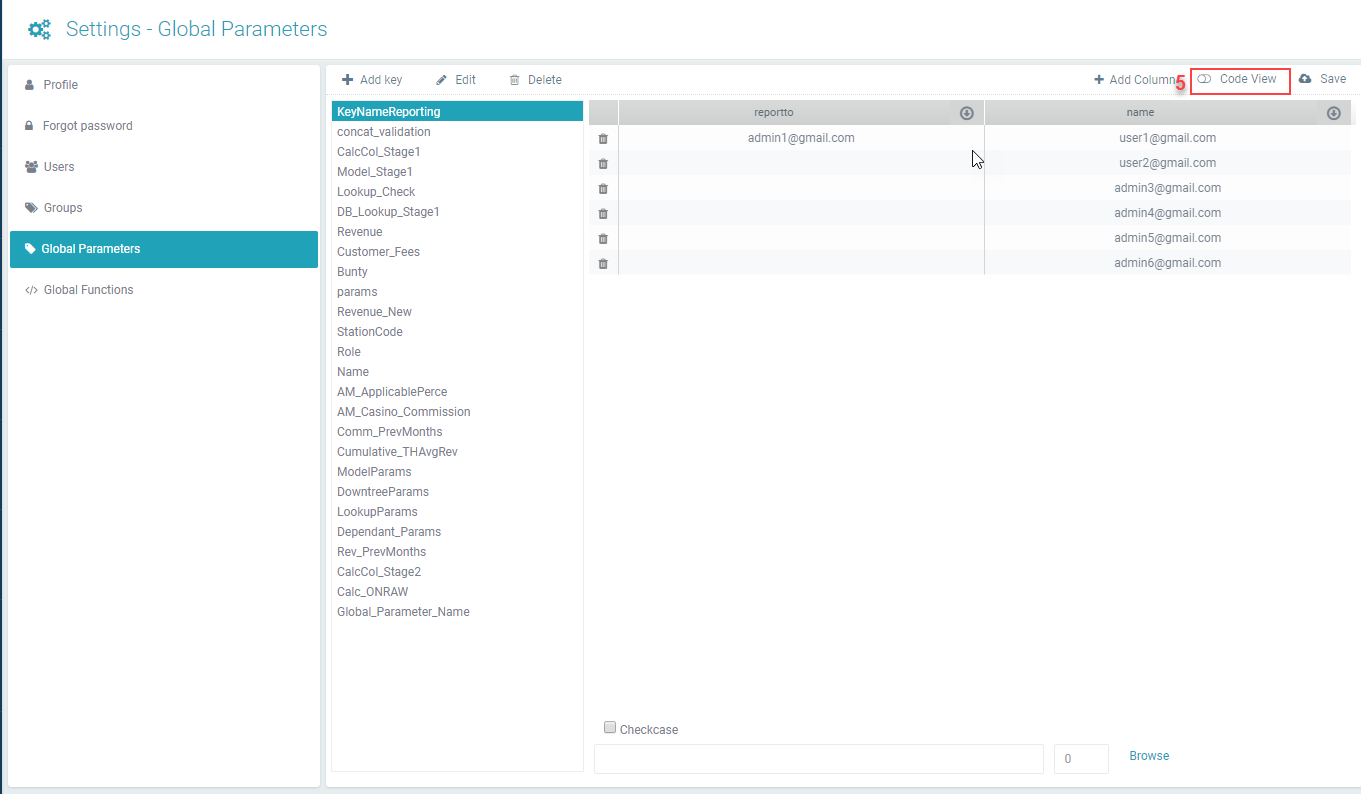 Settings - Global Parameters
Profile
Forgot password
Users
Groups
Global Parameters
Global Functions
Add key Edit Delete Add Column 5 Code View Save
KeyNameReporting
concat_validation
CalcCol_Stage1
Model_Stage1
Lookup_Check
DB_Lookup_Stage1
Revenue
Customer_Fees
Bunty
params
Revenue_New
StationCode
Role
Name
AM_ApplicablePerce
AM_Casino_Commission
Comm_PrevMonths
Cumulative_THAvgRev
ModelParams
DowntreeParams
LookupParams
Dependant_Params
Rev_PrevMonths
CalcCol_Stage2
Calc_ONRAW
Global_Parameter_Name
reportto name
admin1@gmail.com user1@gmail.com
user2@gmail.com
admin3@gmail.com
admin4@gmail.com
admin5@gmail.com
admin6@gmail.com
Checkcase
0 Browse